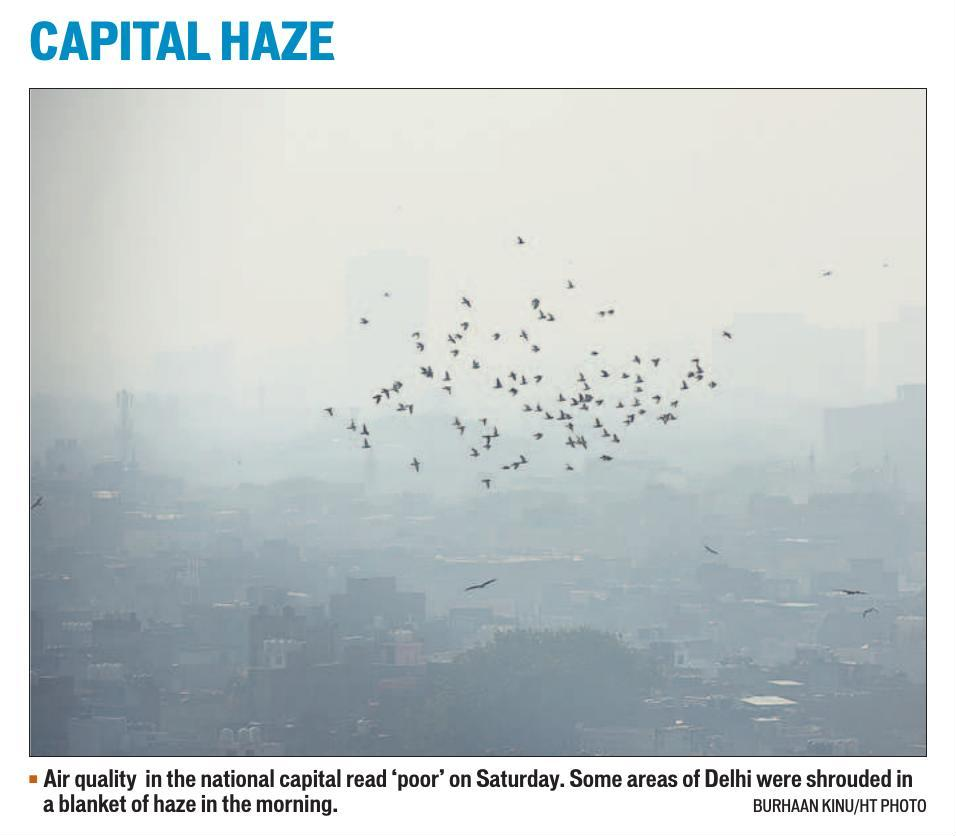 CAPITAL HAZE
▪ Air quality in the national capital read ‘poor’ on Saturday. Some areas of Delhi were shrouded in
a blanket of haze in the morning.
BURHAAN KINU/HT PHOTO